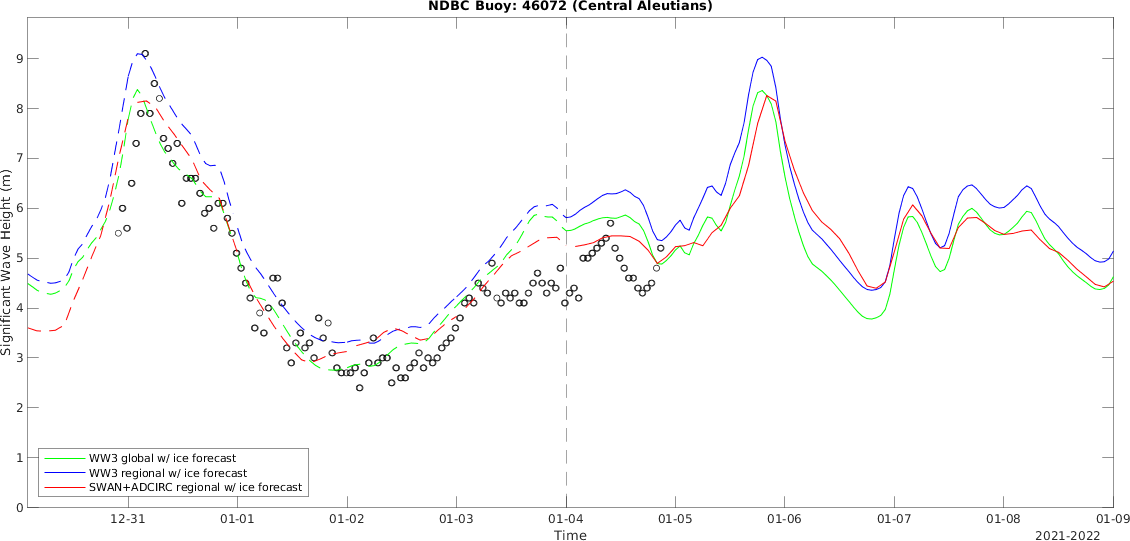 NDBC Buoy: 46072 (Central Aleutians)
Significant Wave Height (m)
9
8
7
6
5
4
3
2
1
0
WW3 global w/ ice forecast
WW3 regional w/ ice forecast
SWAN+ADCIRC regional w/ ice forecast
12-31 01-01 01-02 01-03 01-04 01-05 01-06 01-07 01-08 01-09
Time
2021-2022